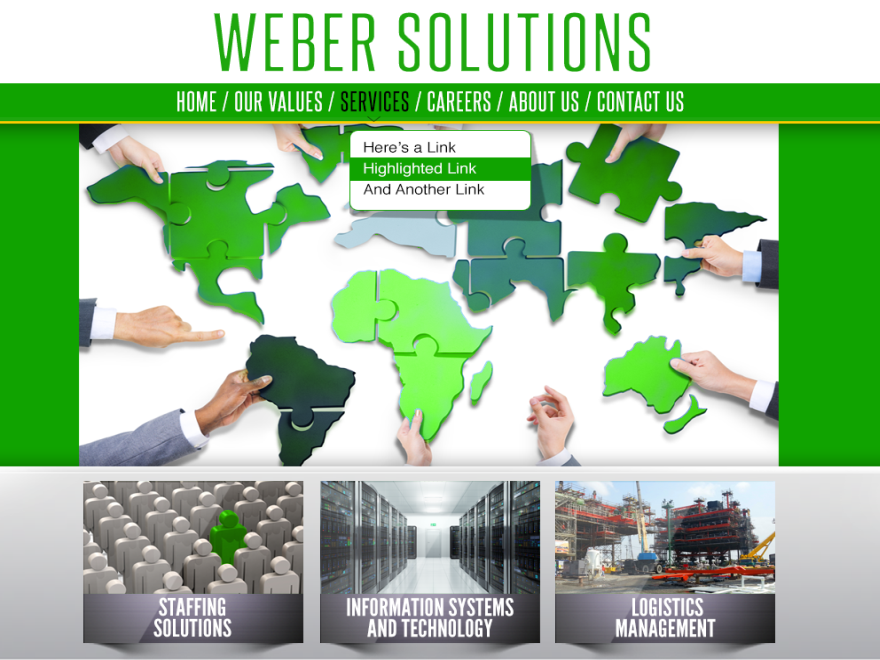 WEBER SOLUTIONS
HOME / OUR VALUES / SERVICES / CAREERS / ABOUT US / CONTACT US
Here's a Link
Highlighted Link
And Another Link
STAFFING
SOLUTIONS
INFORMATION SYSTEMS
AND TECHNOLOGY
LOGISTICS
MANAGEMENT